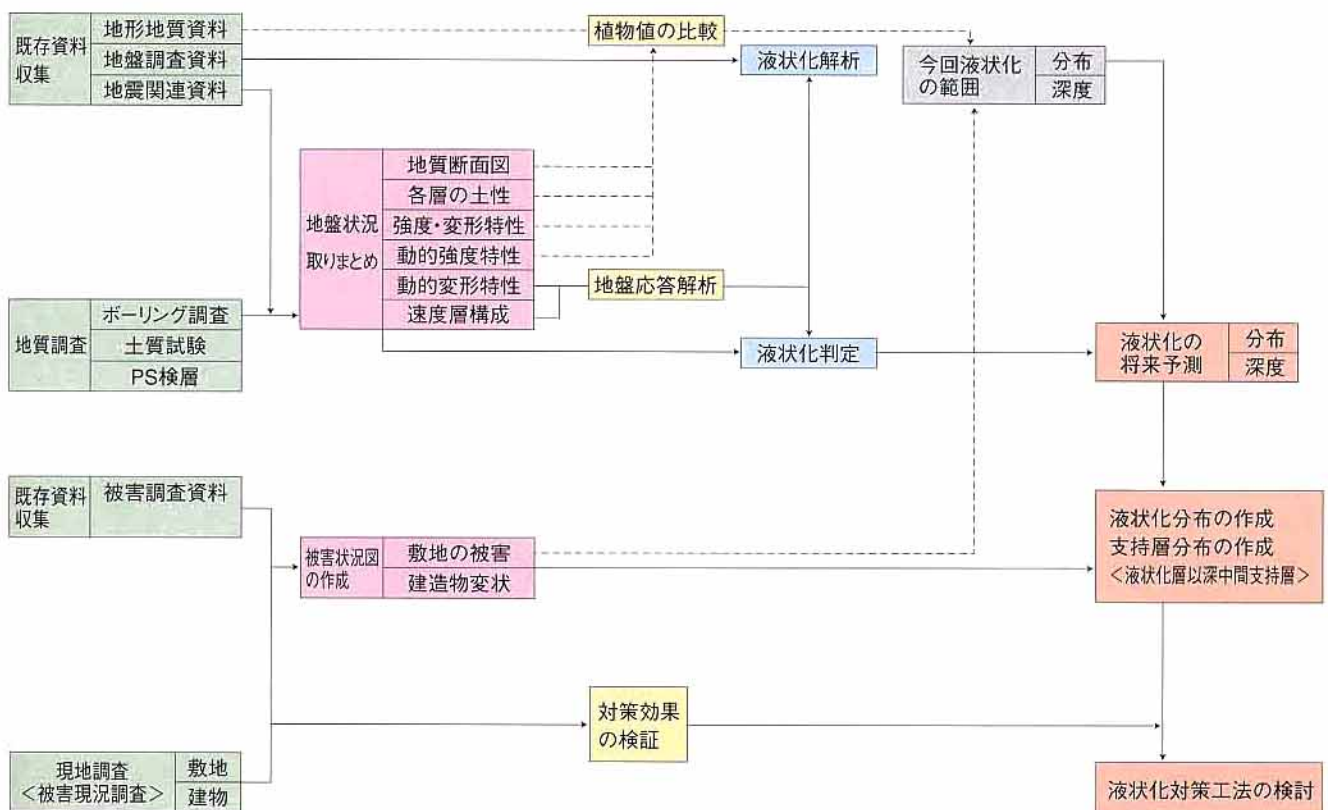 既存資料
収集
地形地質資料
地盤調査資料
地震関連資料
植物値の比較
液状化解析
今回液状化
の範囲
分布
深度
地盤状況
取りまとめ
地質断面図
各層の土性
強度・変形特性
動的強度特性
動的変形特性
速度層構成
地盤応答解析
地質調査
ボーリング調査
土質試験
PS検層
液状化判定
液状化の
将来予測
分布
深度
既存資料
収集
被害調査資料
被害状況図
の作成
敷地の被害
建造物変状
液状化分布の作成
支持層分布の作成
<液状化層以深中間支持層>
対策効果
の検証
現地調査
<被害現況調査>
敷地
建物
液状化対策工法の検討